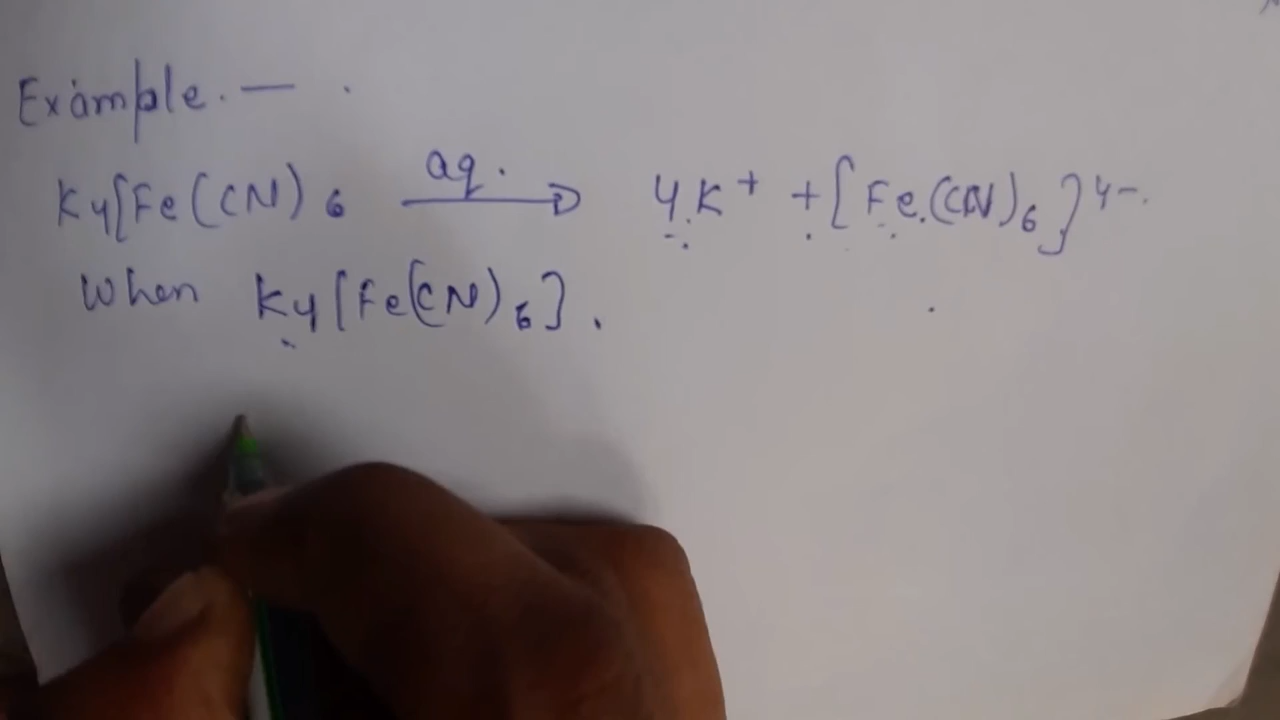 Example. — .
K4[Fe(CN)6 aq. → 4K+ + [Fe(CN)6]4-
When K4[Fe(CN)6].